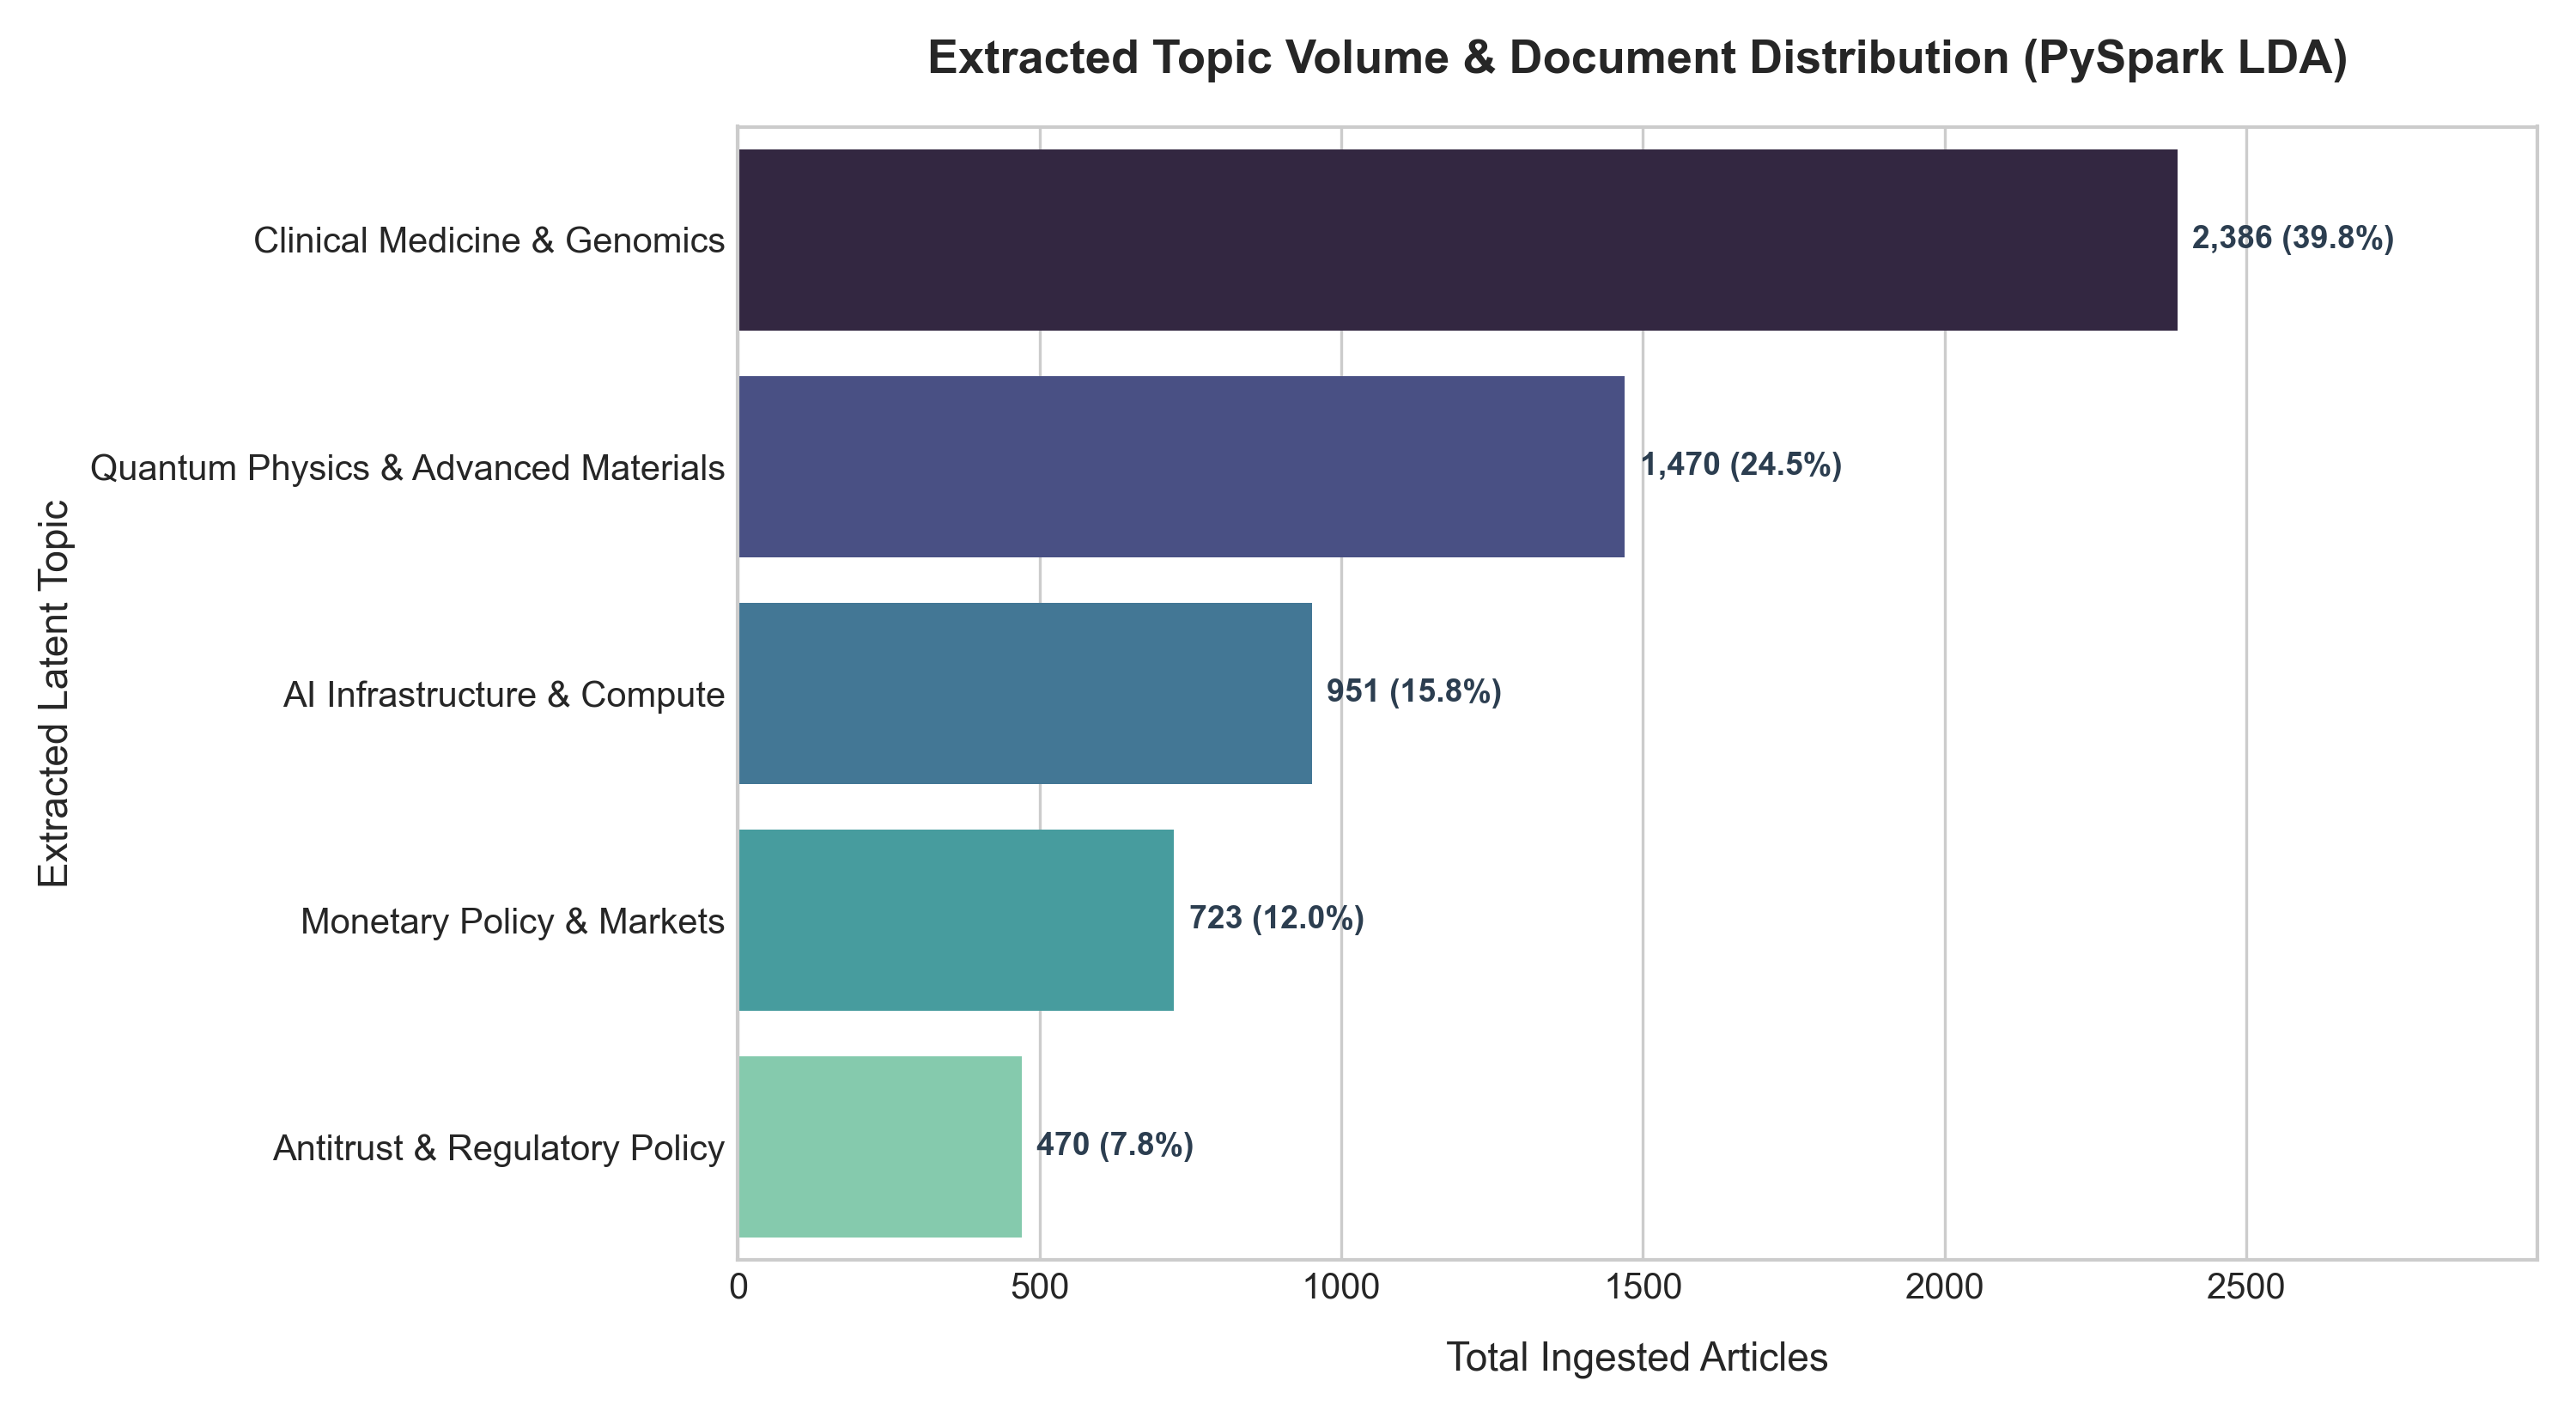 Extracted Topic Volume & Document Distribution (PySpark LDA)
Extracted Latent Topic
Clinical Medicine & Genomics
2,386 (39.8%)
Quantum Physics & Advanced Materials
1,470 (24.5%)
AI Infrastructure & Compute
951 (15.8%)
Monetary Policy & Markets
723 (12.0%)
Antitrust & Regulatory Policy
470 (7.8%)
0 500 1000 1500 2000 2500
Total Ingested Articles